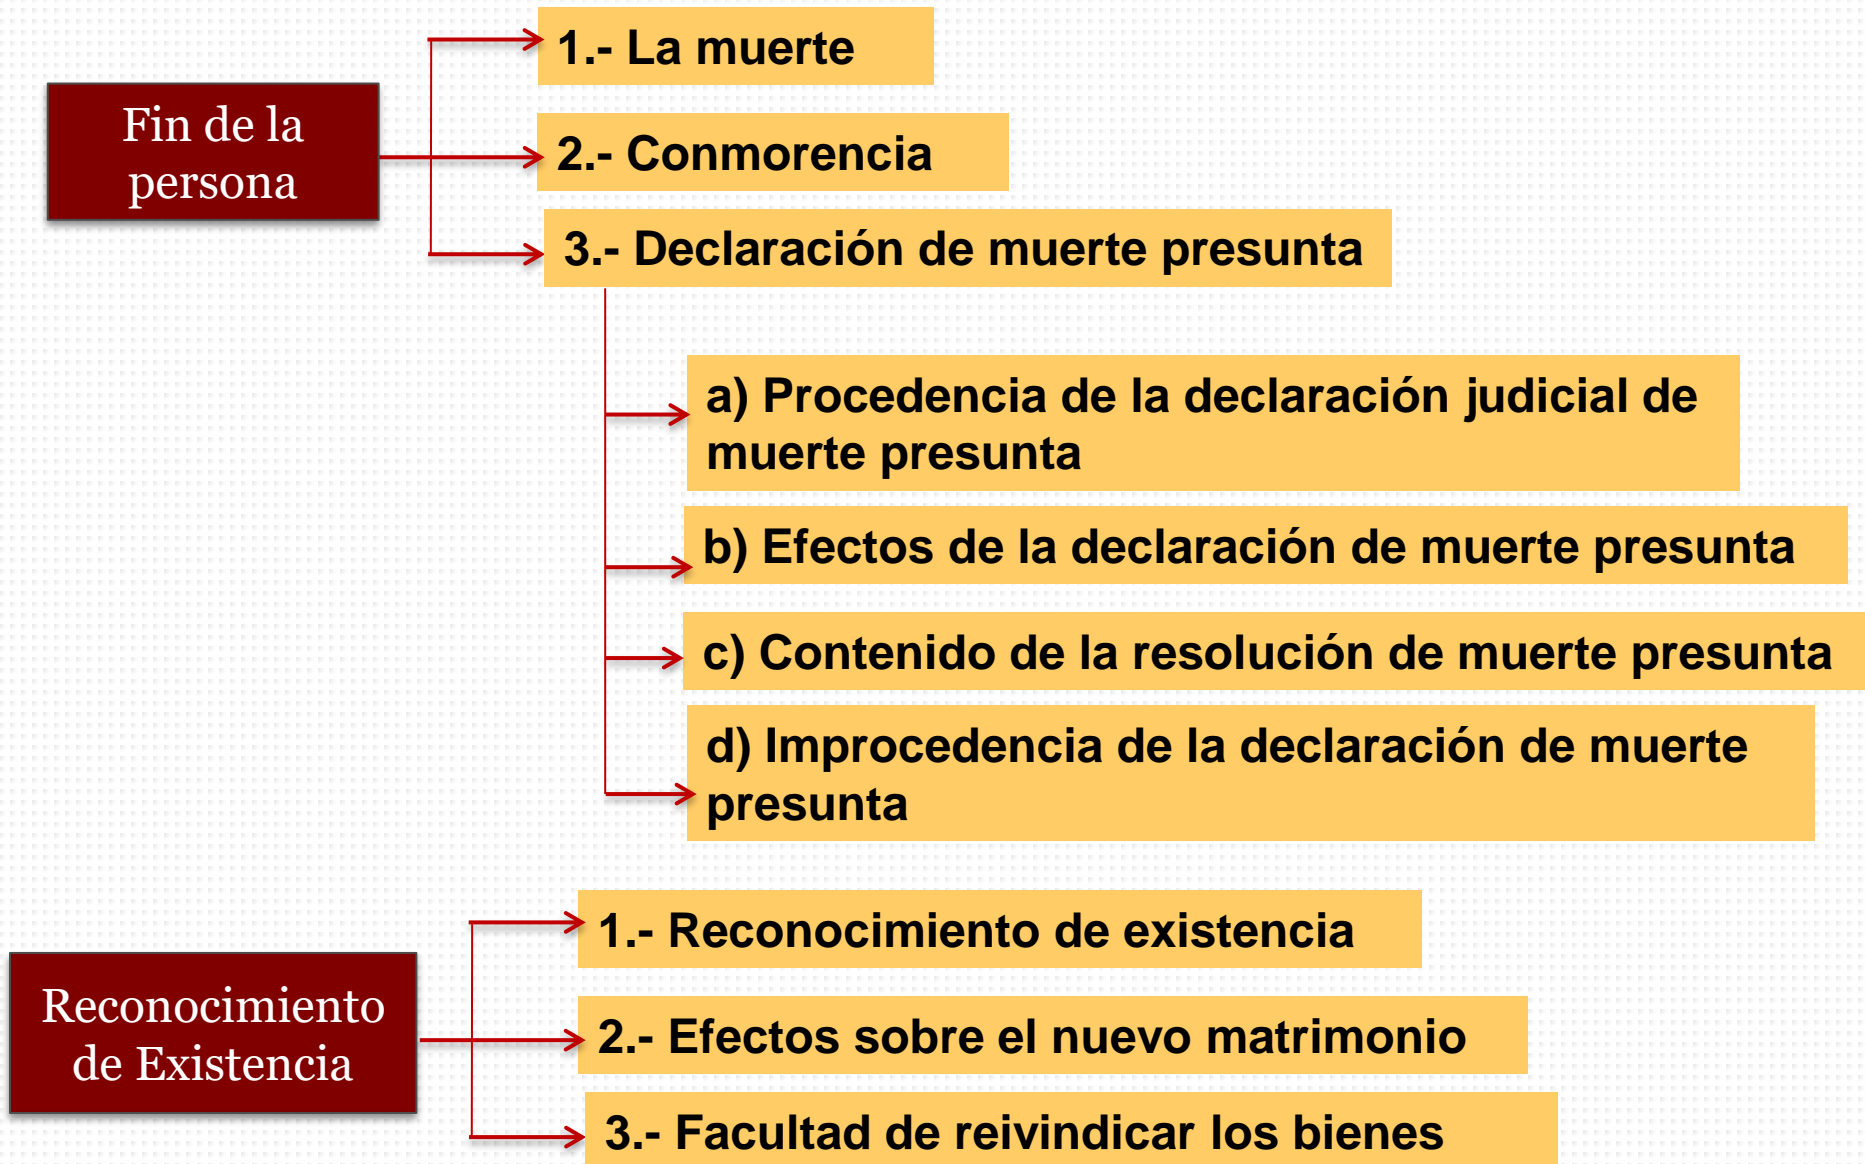 Fin de la
persona
1.- La muerte
2.- Conmorencia
3.- Declaración de muerte presunta
a) Procedencia de la declaración judicial de
muerte presunta
b) Efectos de la declaración de muerte presunta
c) Contenido de la resolución de muerte presunta
d) Improcedencia de la declaración de muerte
presunta
Reconocimiento
de Existencia
1.- Reconocimiento de existencia
2.- Efectos sobre el nuevo matrimonio
3.- Facultad de reivindicar los bienes